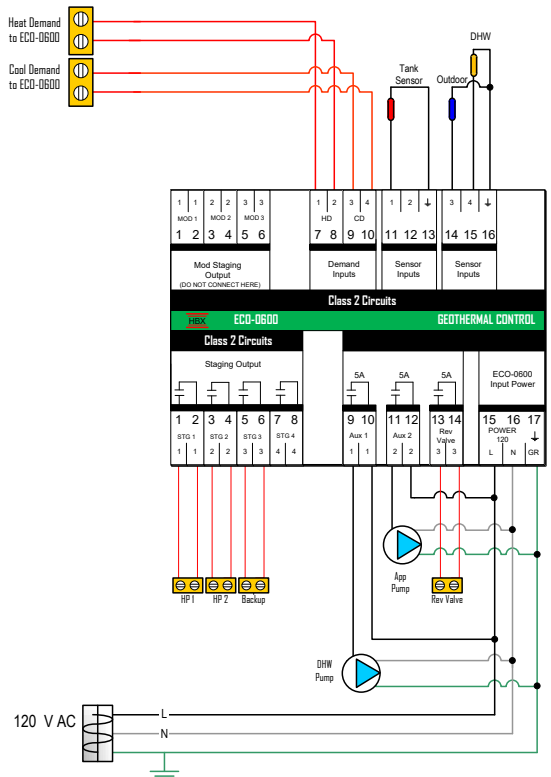 Heat Demand
to ECO-0600
Cool Demand
to ECO-0600
DHW
Tank
Sensor
Outdoor
1 1 2 2 3 3
MOD 1 MOD 2 MOD 3
1 2 3 4 5 6
1 2 3 4
HD CD
7 8 9 10
1 2
11 12 13
3 4
14 15 16
Mod Staging
Output
(DO NOT CONNECT HERE)
Demand
Inputs
Sensor
Inputs
Sensor
Inputs
Class 2 Circuits
HBX ECO-0600 GEOTHERMAL CONTROL
Class 2 Circuits
Staging Output
5A 5A 5A
ECO-0600
Input Power
1 2 3 4 5 6 7 8
STG 1 STG 2 STG 3 STG 4
1 1 2 2 3 3 4 4
9 10 11 12 13 14 15 16 17
Aux 1 Aux 2 Rev
Valve
POWER
120
1 1 2 2 3 3 L N GR
HP 1 HP 2 Backup
App
Pump
Rev Valve
DHW
Pump
120 V AC
L
N